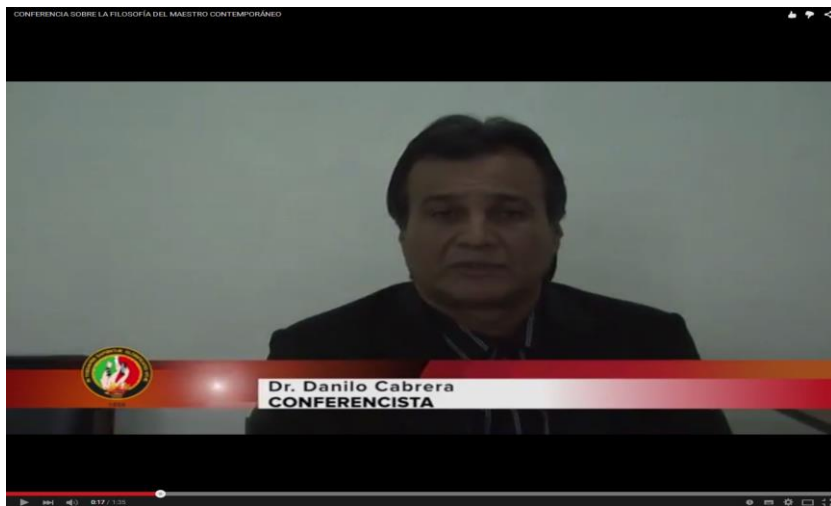 CONFERENCIA SOBRE LA FILOSOFÍA DEL MAESTRO CONTEMPORÁNEO
Dr. Danilo Cabrera
CONFERENCISTA
0:17 / 1:35